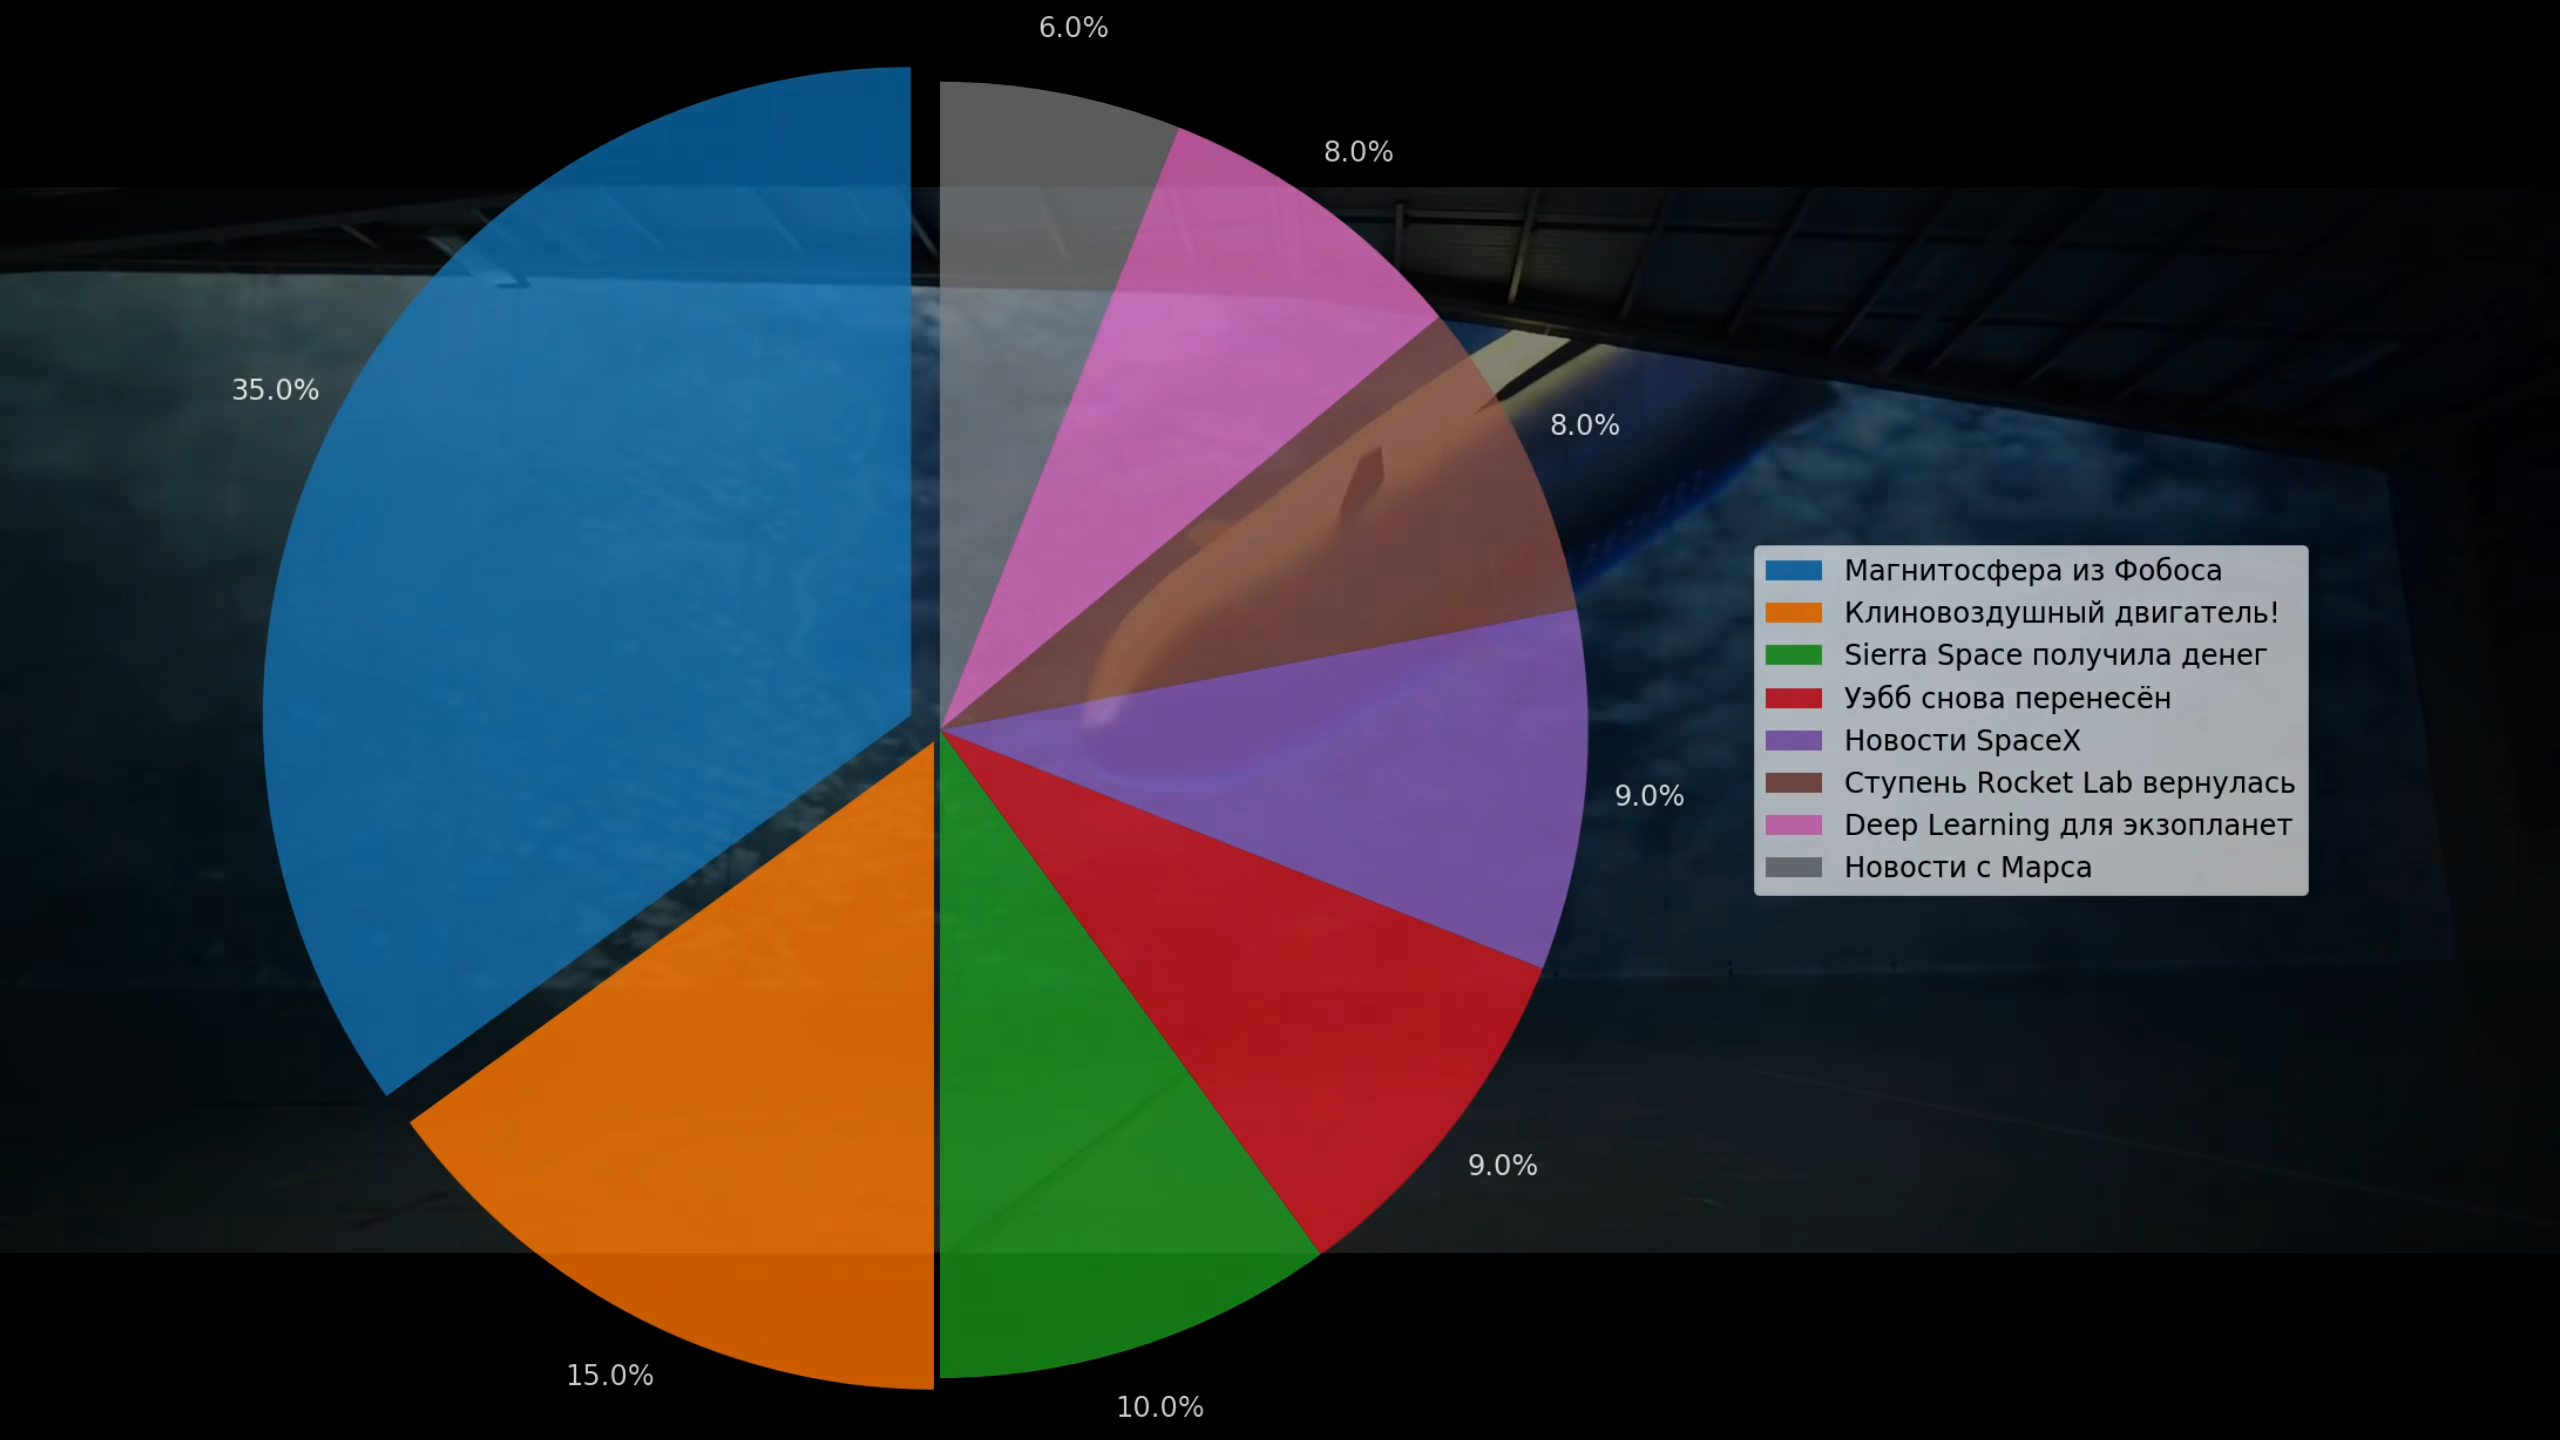 6.0%
8.0%
35.0%
8.0%
9.0%
9.0%
15.0%
10.0%
Магнитосфера из Фобоса
Клиновоздушный двигатель!
Sierra Space получила денег
Уэбб снова перенесён
Новости SpaceX
Ступень Rocket Lab вернулась
Deep Learning для экзопланет
Новости с Марса